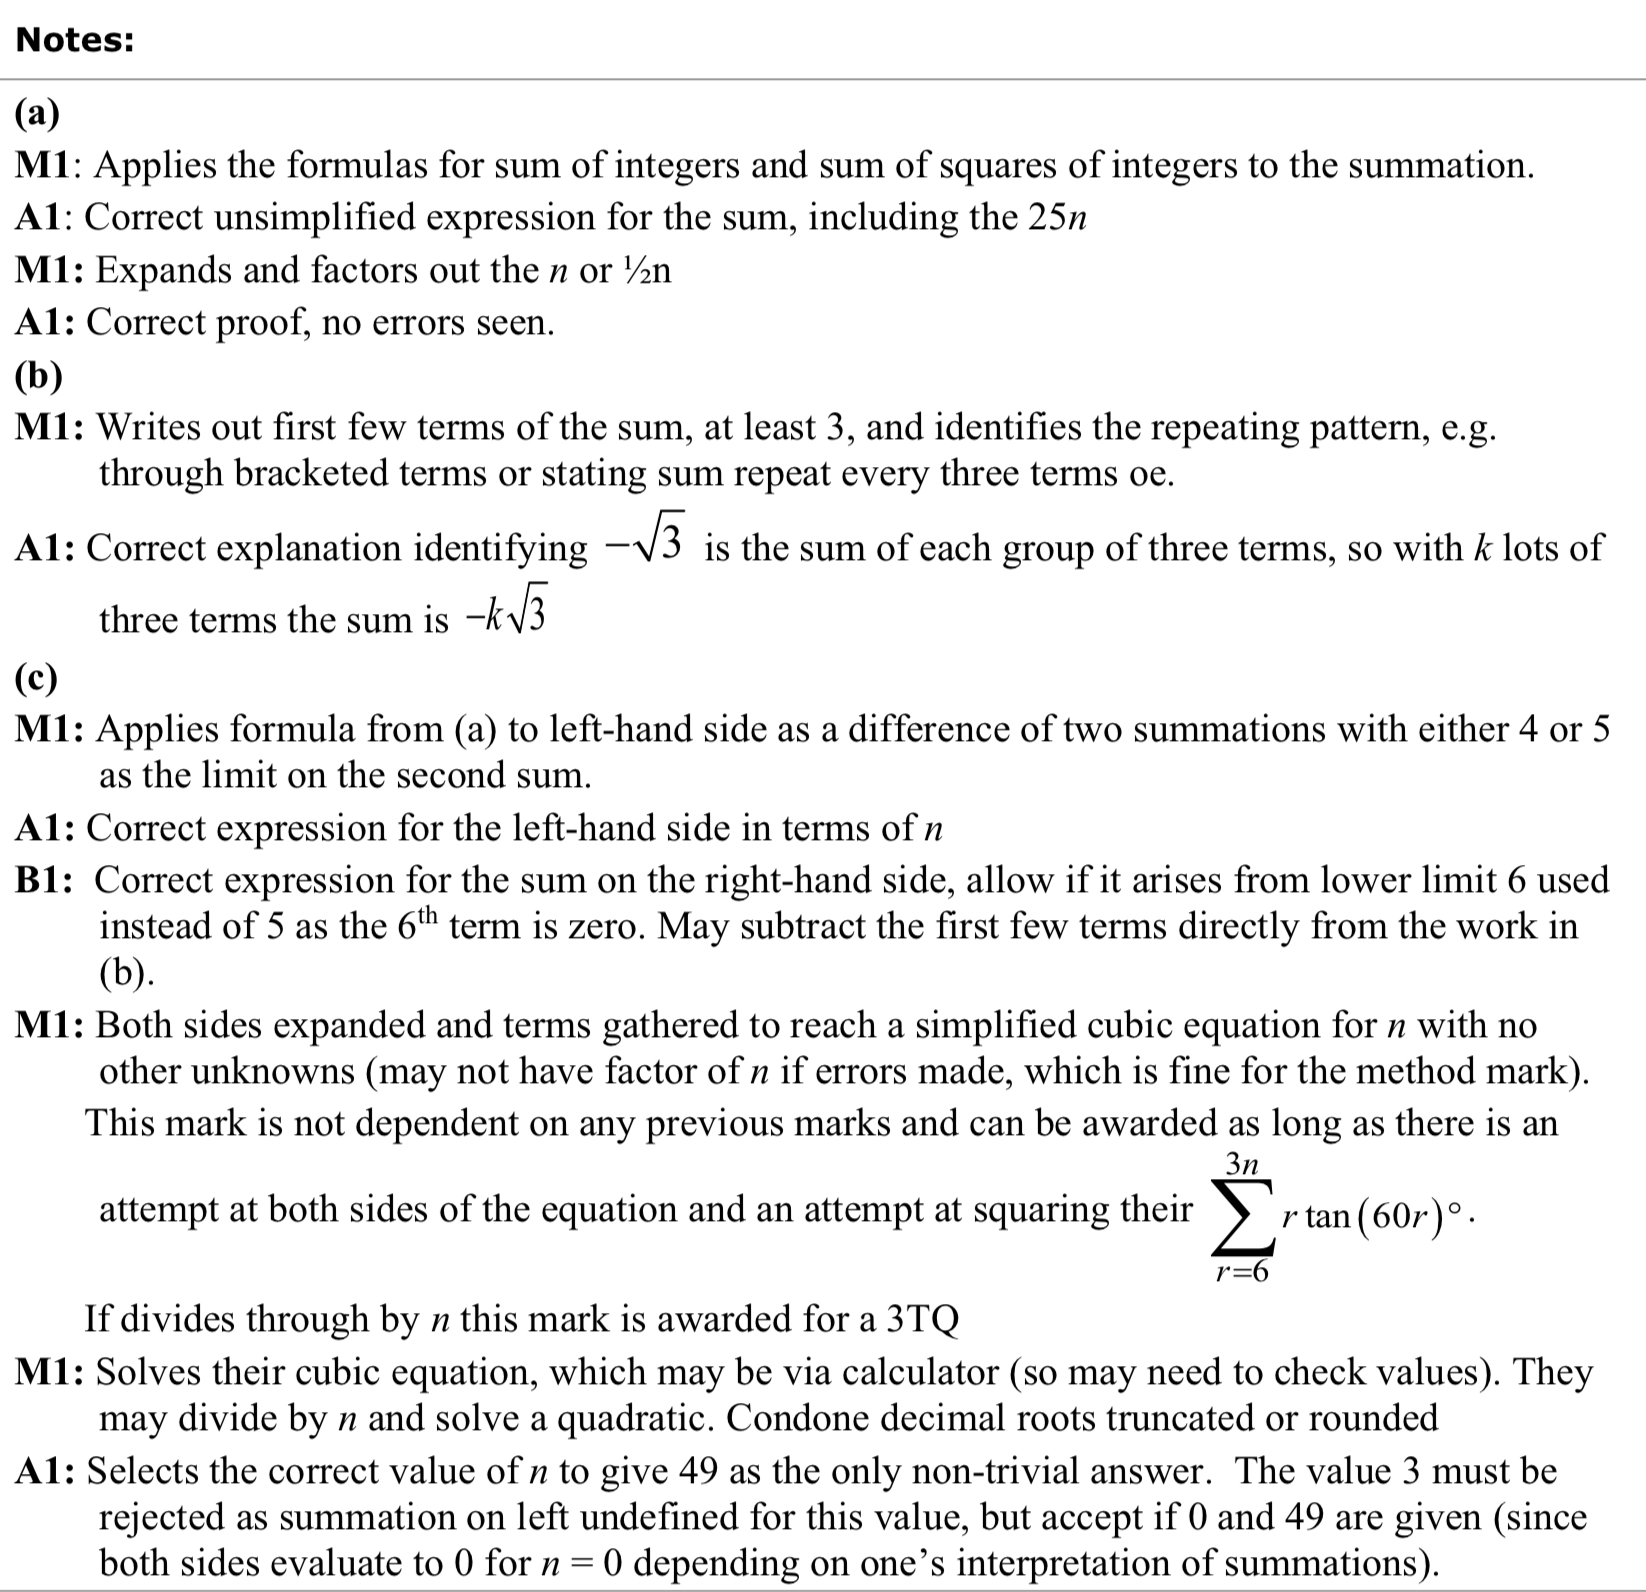 Notes:
(a)
M1: Applies the formulas for sum of integers and sum of squares of integers to the summation.
A1: Correct unsimplified expression for the sum, including the 25n
M1: Expands and factors out the n or ½n
A1: Correct proof, no errors seen.
(b)
M1: Writes out first few terms of the sum, at least 3, and identifies the repeating pattern, e.g.
through bracketed terms or stating sum repeat every three terms oe.
A1: Correct explanation identifying −√3 is the sum of each group of three terms, so with k lots of
three terms the sum is −k√3
(c)
M1: Applies formula from (a) to left-hand side as a difference of two summations with either 4 or 5
as the limit on the second sum.
A1: Correct expression for the left-hand side in terms of n
B1: Correct expression for the sum on the right-hand side, allow if it arises from lower limit 6 used
instead of 5 as the 6th term is zero. May subtract the first few terms directly from the work in
(b).
M1: Both sides expanded and terms gathered to reach a simplified cubic equation for n with no
other unknowns (may not have factor of n if errors made, which is fine for the method mark).
This mark is not dependent on any previous marks and can be awarded as long as there is an
3n
attempt at both sides of the equation and an attempt at squaring their ∑ r tan(60r)°.
r=6
If divides through by n this mark is awarded for a 3TQ
M1: Solves their cubic equation, which may be via calculator (so may need to check values). They
may divide by n and solve a quadratic. Condone decimal roots truncated or rounded
A1: Selects the correct value of n to give 49 as the only non-trivial answer. The value 3 must be
rejected as summation on left undefined for this value, but accept if 0 and 49 are given (since
both sides evaluate to 0 for n = 0 depending on one’s interpretation of summations).